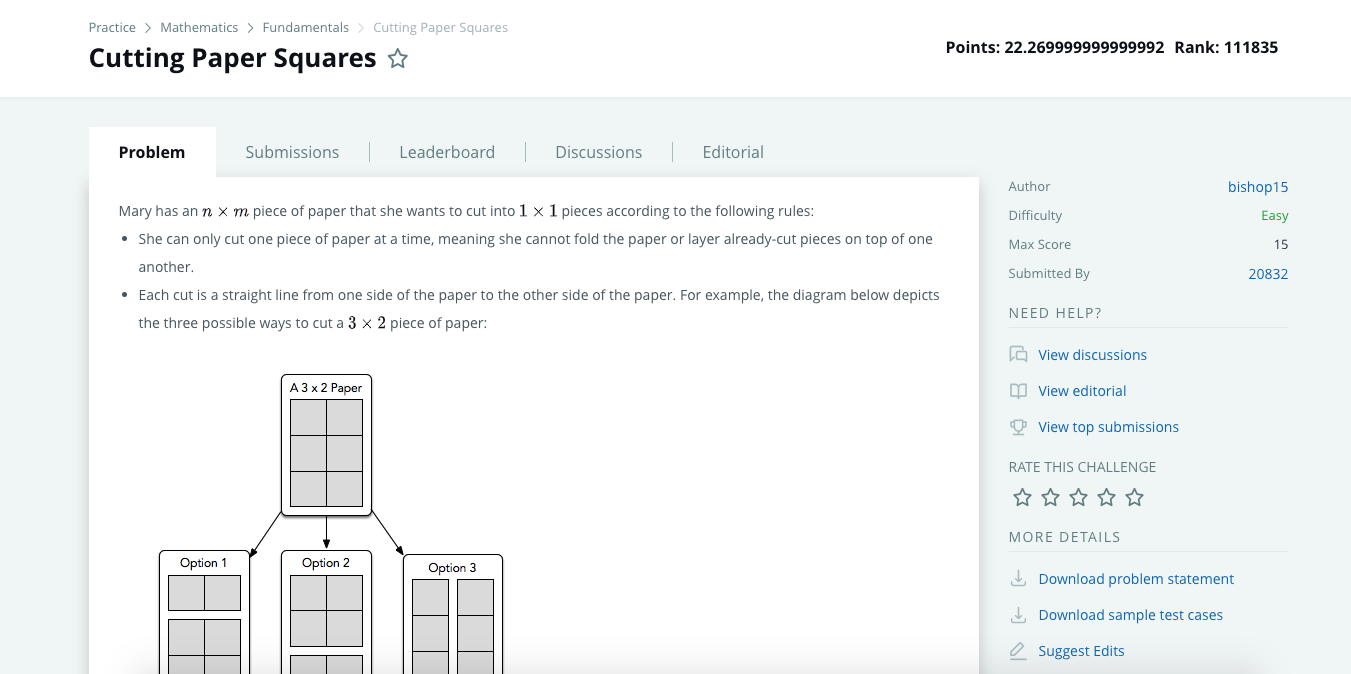 Practice > Mathematics > Fundamentals > Cutting Paper Squares
Cutting Paper Squares
Points: 22.269999999999992 Rank: 111835
Problem
Submissions
Leaderboard
Discussions
Editorial
Mary has an n × m piece of paper that she wants to cut into 1 × 1 pieces according to the following rules:
• She can only cut one piece of paper at a time, meaning she cannot fold the paper or layer already-cut pieces on top of one
another.
• Each cut is a straight line from one side of the paper to the other side of the paper. For example, the diagram below depicts
the three possible ways to cut a 3 × 2 piece of paper:
A 3 x 2 Paper
Option 1
Option 2
Option 3
Author bishop15
Difficulty Easy
Max Score 15
Submitted By 20832
NEED HELP?
View discussions
View editorial
View top submissions
RATE THIS CHALLENGE
MORE DETAILS
Download problem statement
Download sample test cases
Suggest Edits